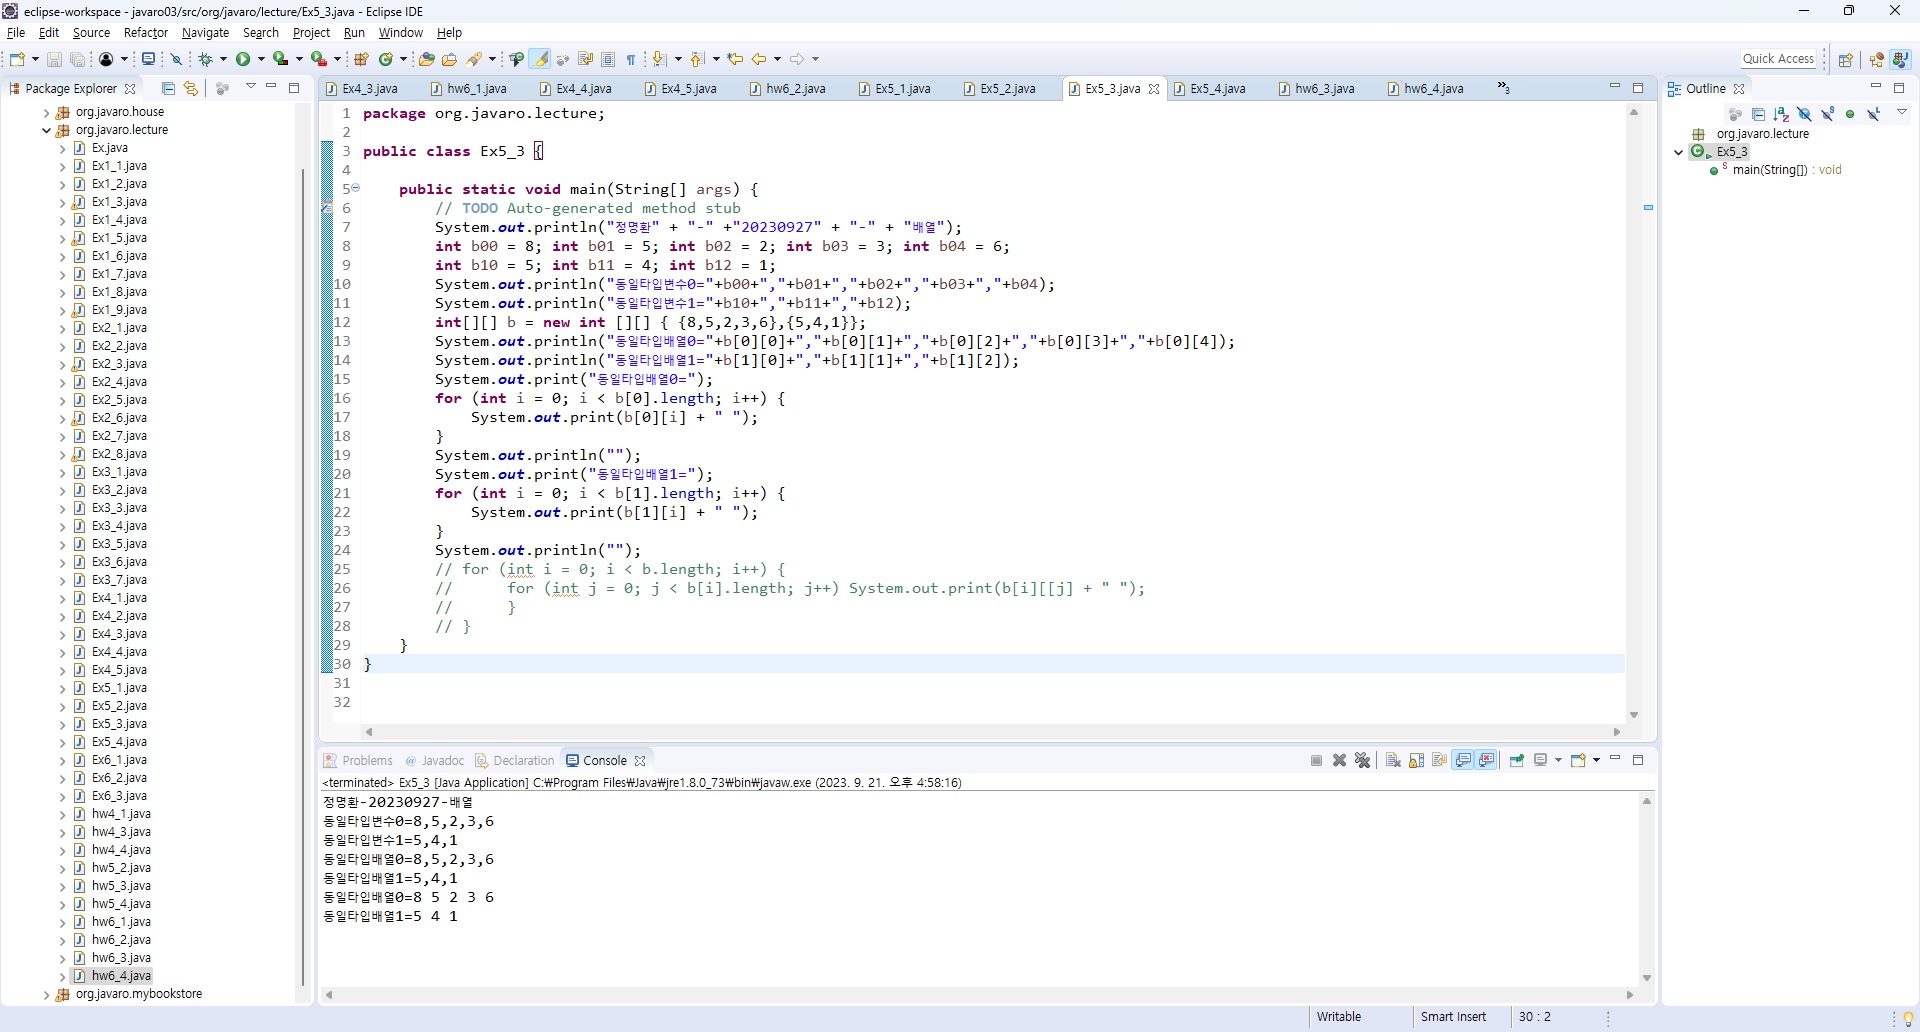 eclipse-workspace - javaro03/src/org/javaro/lecture/Ex5_3.java - Eclipse IDE
File Edit Source Refactor Navigate Search Project Run Window Help
Quick Access
Package Explorer
org.javaro.house
org.javaro.lecture
Ex.java
Ex1_1.java
Ex1_2.java
Ex1_3.java
Ex1_4.java
Ex1_5.java
Ex1_6.java
Ex1_7.java
Ex1_8.java
Ex1_9.java
Ex2_1.java
Ex2_2.java
Ex2_3.java
Ex2_4.java
Ex2_5.java
Ex2_6.java
Ex2_7.java
Ex2_8.java
Ex3_1.java
Ex3_2.java
Ex3_3.java
Ex3_4.java
Ex3_5.java
Ex3_6.java
Ex3_7.java
Ex4_1.java
Ex4_2.java
Ex4_3.java
Ex4_4.java
Ex4_5.java
Ex5_1.java
Ex5_2.java
Ex5_3.java
Ex5_4.java
Ex6_1.java
Ex6_2.java
Ex6_3.java
hw4_1.java
hw4_3.java
hw4_4.java
hw5_2.java
hw5_3.java
hw5_4.java
hw6_1.java
hw6_2.java
hw6_3.java
hw6_4.java
org.javaro.mybookstore
Ex4_3.java hw6_1.java Ex4_4.java Ex4_5.java hw6_2.java Ex5_1.java Ex5_2.java Ex5_3.java Ex5_4.java hw6_3.java hw6_4.java »3
1 package org.javaro.lecture;
2
3 public class Ex5_3 {
4
5 public static void main(String[] args) {
6 // TODO Auto-generated method stub
7 System.out.println("정명환" + "-" +"20230927" + "-" + "배열");
8 int b00 = 8; int b01 = 5; int b02 = 2; int b03 = 3; int b04 = 6;
9 int b10 = 5; int b11 = 4; int b12 = 1;
10 System.out.println("동일타입변수0="+b00+","+b01+","+b02+","+b03+","+b04);
11 System.out.println("동일타입변수1="+b10+","+b11+","+b12);
12 int[][] b = new int [][] { {8,5,2,3,6},{5,4,1}};
13 System.out.println("동일타입배열0="+b[0][0]+","+b[0][1]+","+b[0][2]+","+b[0][3]+","+b[0][4]);
14 System.out.println("동일타입배열1="+b[1][0]+","+b[1][1]+","+b[1][2]);
15 System.out.print("동일타입배열0=");
16 for (int i = 0; i < b[0].length; i++) {
17 System.out.print(b[0][i] + " ");
18 }
19 System.out.println("");
20 System.out.print("동일타입배열1=");
21 for (int i = 0; i < b[1].length; i++) {
22 System.out.print(b[1][i] + " ");
23 }
24 System.out.println("");
25 // for (int i = 0; i < b.length; i++) {
26 // for (int j = 0; j < b[i].length; j++) System.out.print(b[i][[j] + " ");
27 // }
28 // }
29 }
30 }
31
32
Problems Javadoc Declaration Console
<terminated> Ex5_3 [Java Application] C:₩Program Files₩Java₩jre1.8.0_73₩bin₩javaw.exe (2023. 9. 21. 오후 4:58:16)
정명환-20230927-배열
동일타입변수0=8,5,2,3,6
동일타입변수1=5,4,1
동일타입배열0=8,5,2,3,6
동일타입배열1=5,4,1
동일타입배열0=8 5 2 3 6
동일타입배열1=5 4 1
Outline
org.javaro.lecture
Ex5_3
main(String[]) : void
Writable Smart Insert 30 : 2